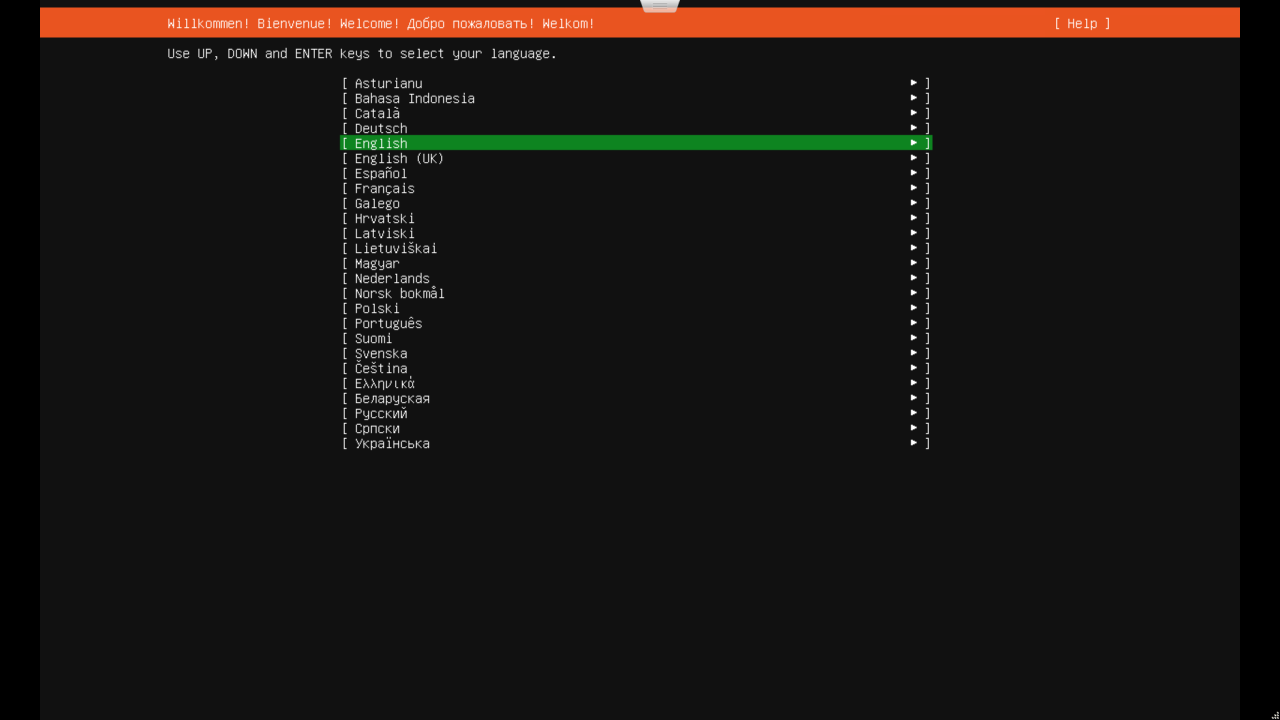 Willkommen! Bienvenue! Welcome! Добро пожаловать! Welkom! [ Help ]
Use UP, DOWN and ENTER keys to select your language.
[ Asturianu ► ]
[ Bahasa Indonesia ► ]
[ Català ► ]
[ Deutsch ► ]
[ English ► ]
[ English (UK) ► ]
[ Español ► ]
[ Français ► ]
[ Galego ► ]
[ Hrvatski ► ]
[ Latviski ► ]
[ Lietuviškai ► ]
[ Magyar ► ]
[ Nederlands ► ]
[ Norsk bokmål ► ]
[ Polski ► ]
[ Português ► ]
[ Suomi ► ]
[ Svenska ► ]
[ Čeština ► ]
[ Ελληνικά ► ]
[ Беларуская ► ]
[ Русский ► ]
[ Српски ► ]
[ Українська ► ]